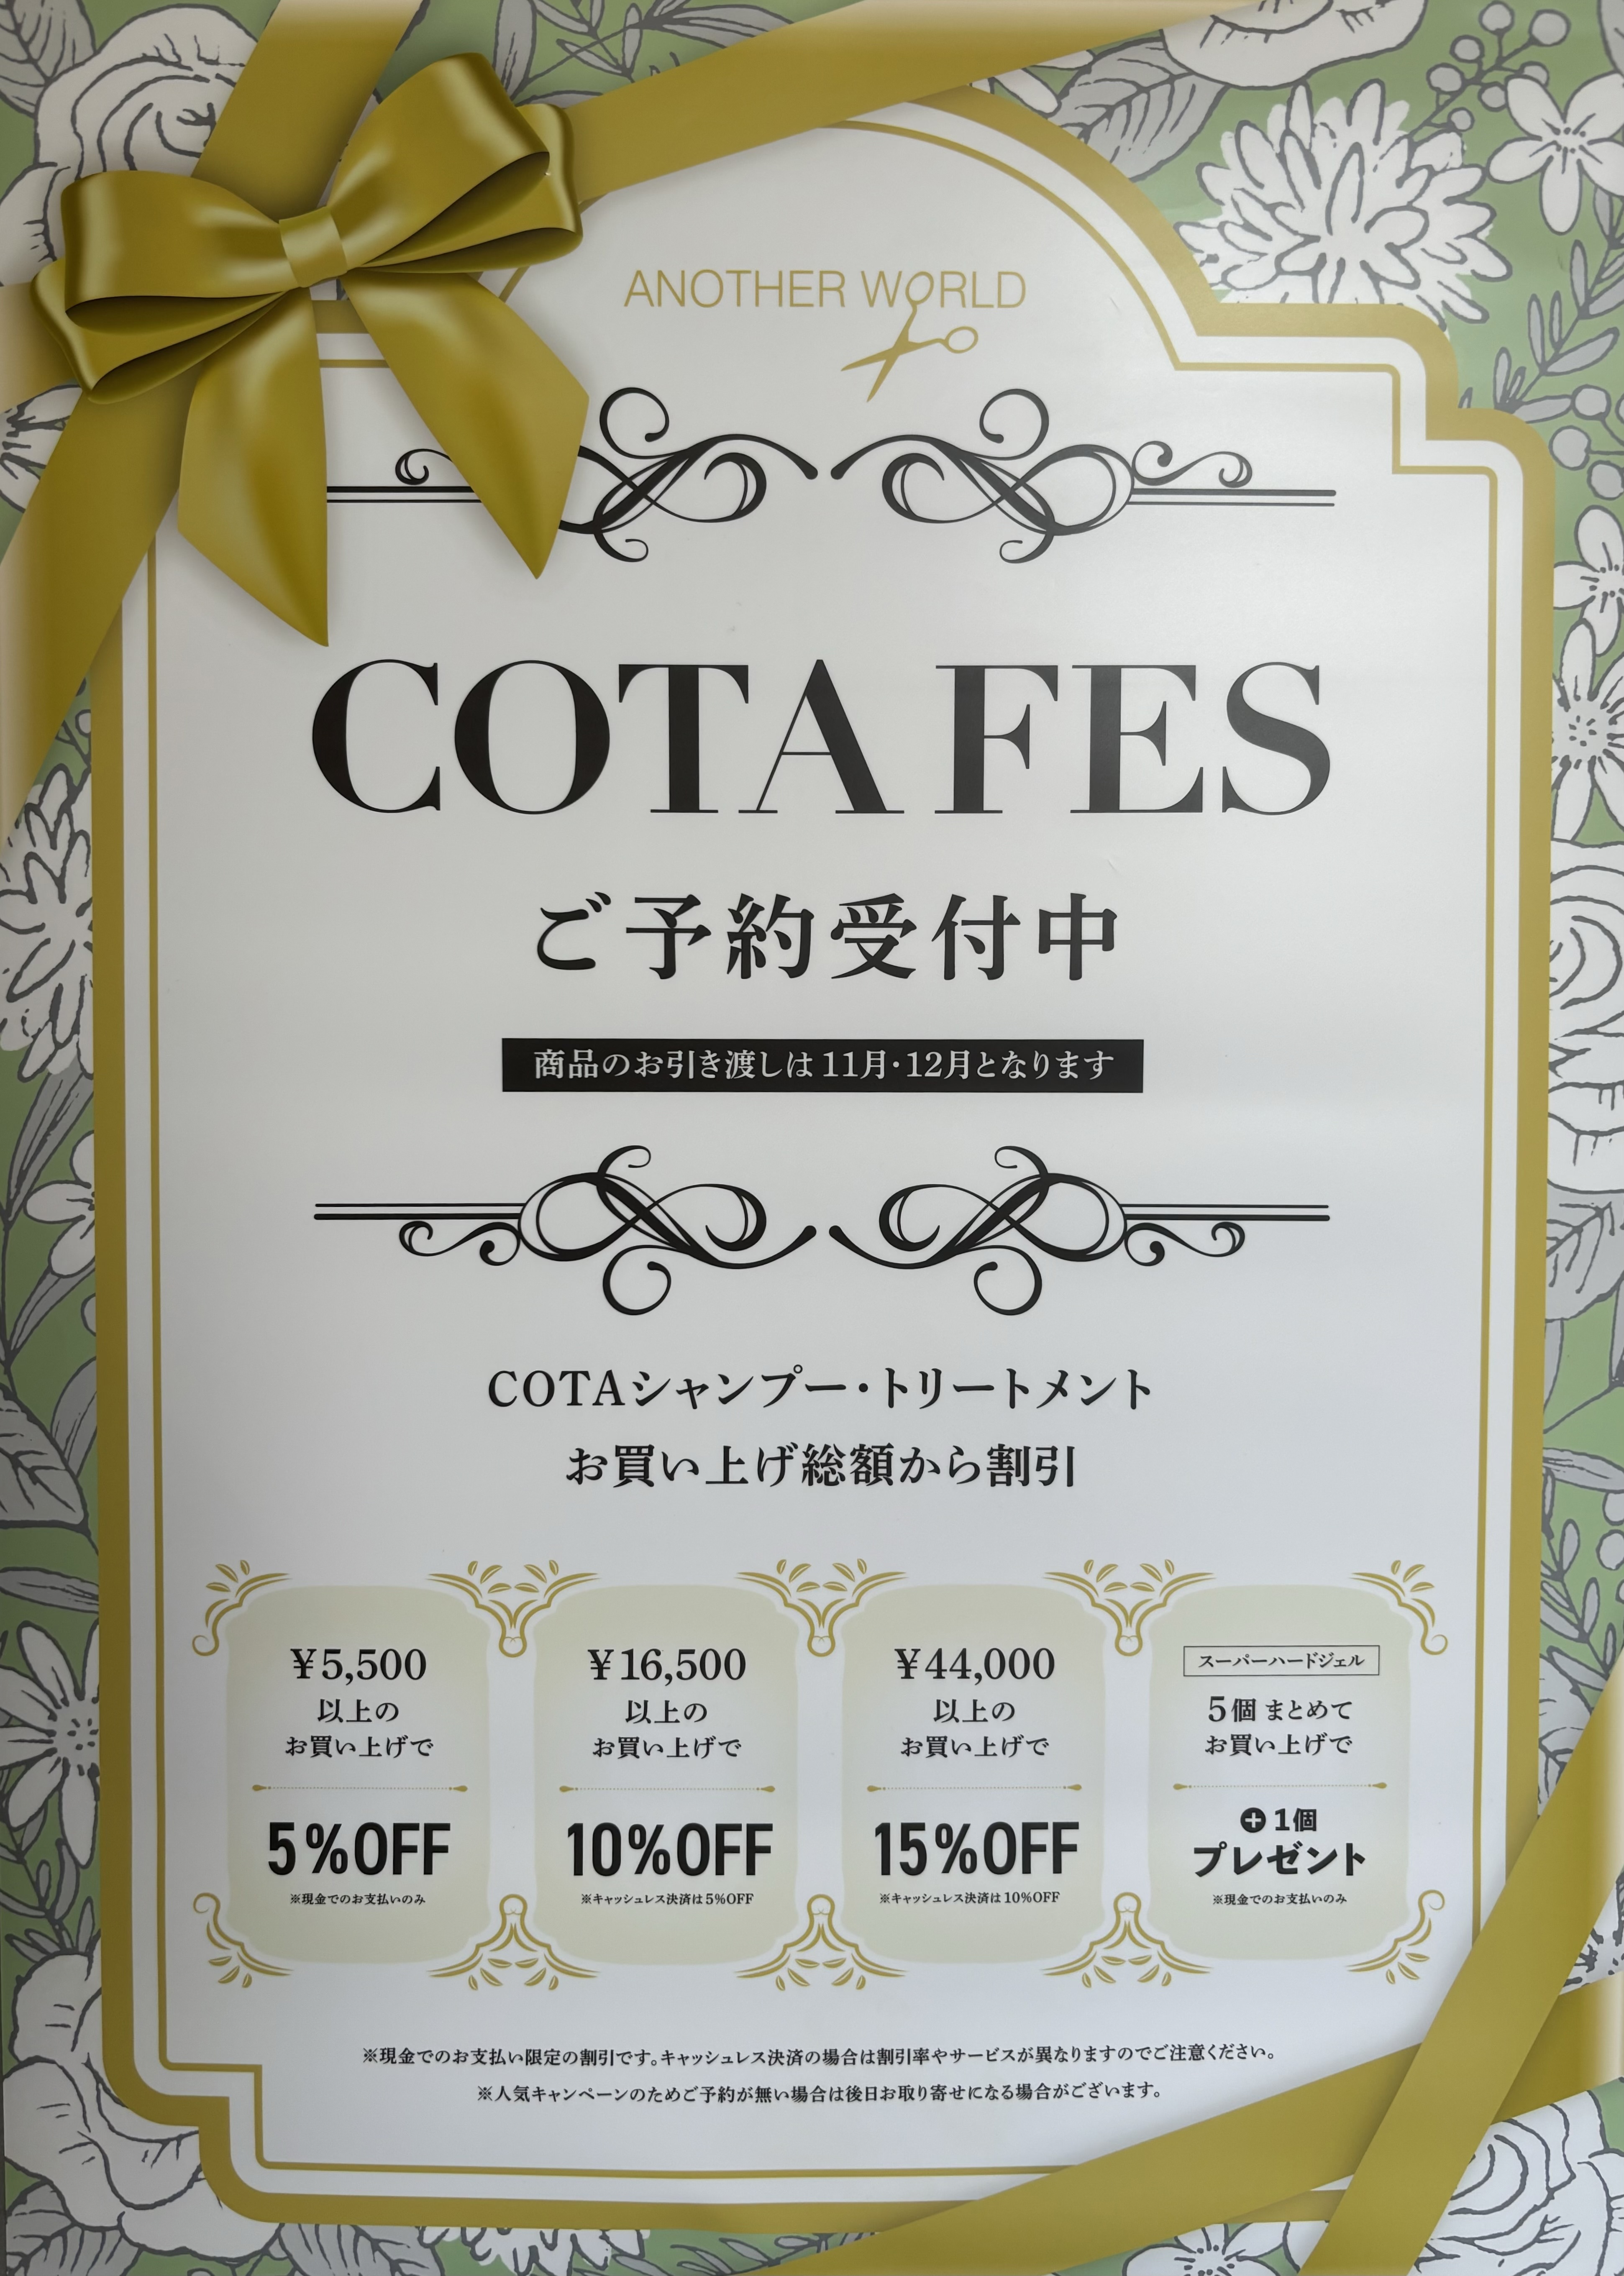 ANOTHER WORLD
COTA FES
ご予約受付中
商品のお引き渡しは11月・12月となります
COTAシャンプー・トリートメント
お買い上げ総額から割引
¥5,500
以上の
お買い上げで
5%OFF
※現金でのお支払いのみ
¥16,500
以上の
お買い上げで
10%OFF
※キャッシュレス決済は5%OFF
¥44,000
以上の
お買い上げで
15%OFF
※キャッシュレス決済は10%OFF
スーパーハードジェル
5個 まとめて
お買い上げで
+1個
プレゼント
※現金でのお支払いのみ
※現金でのお支払い限定の割引です。キャッシュレス決済の場合は割引率やサービスが異なりますのでご注意ください。
※人気キャンペーンのためご予約が無い場合は後日お取り寄せになる場合がございます。